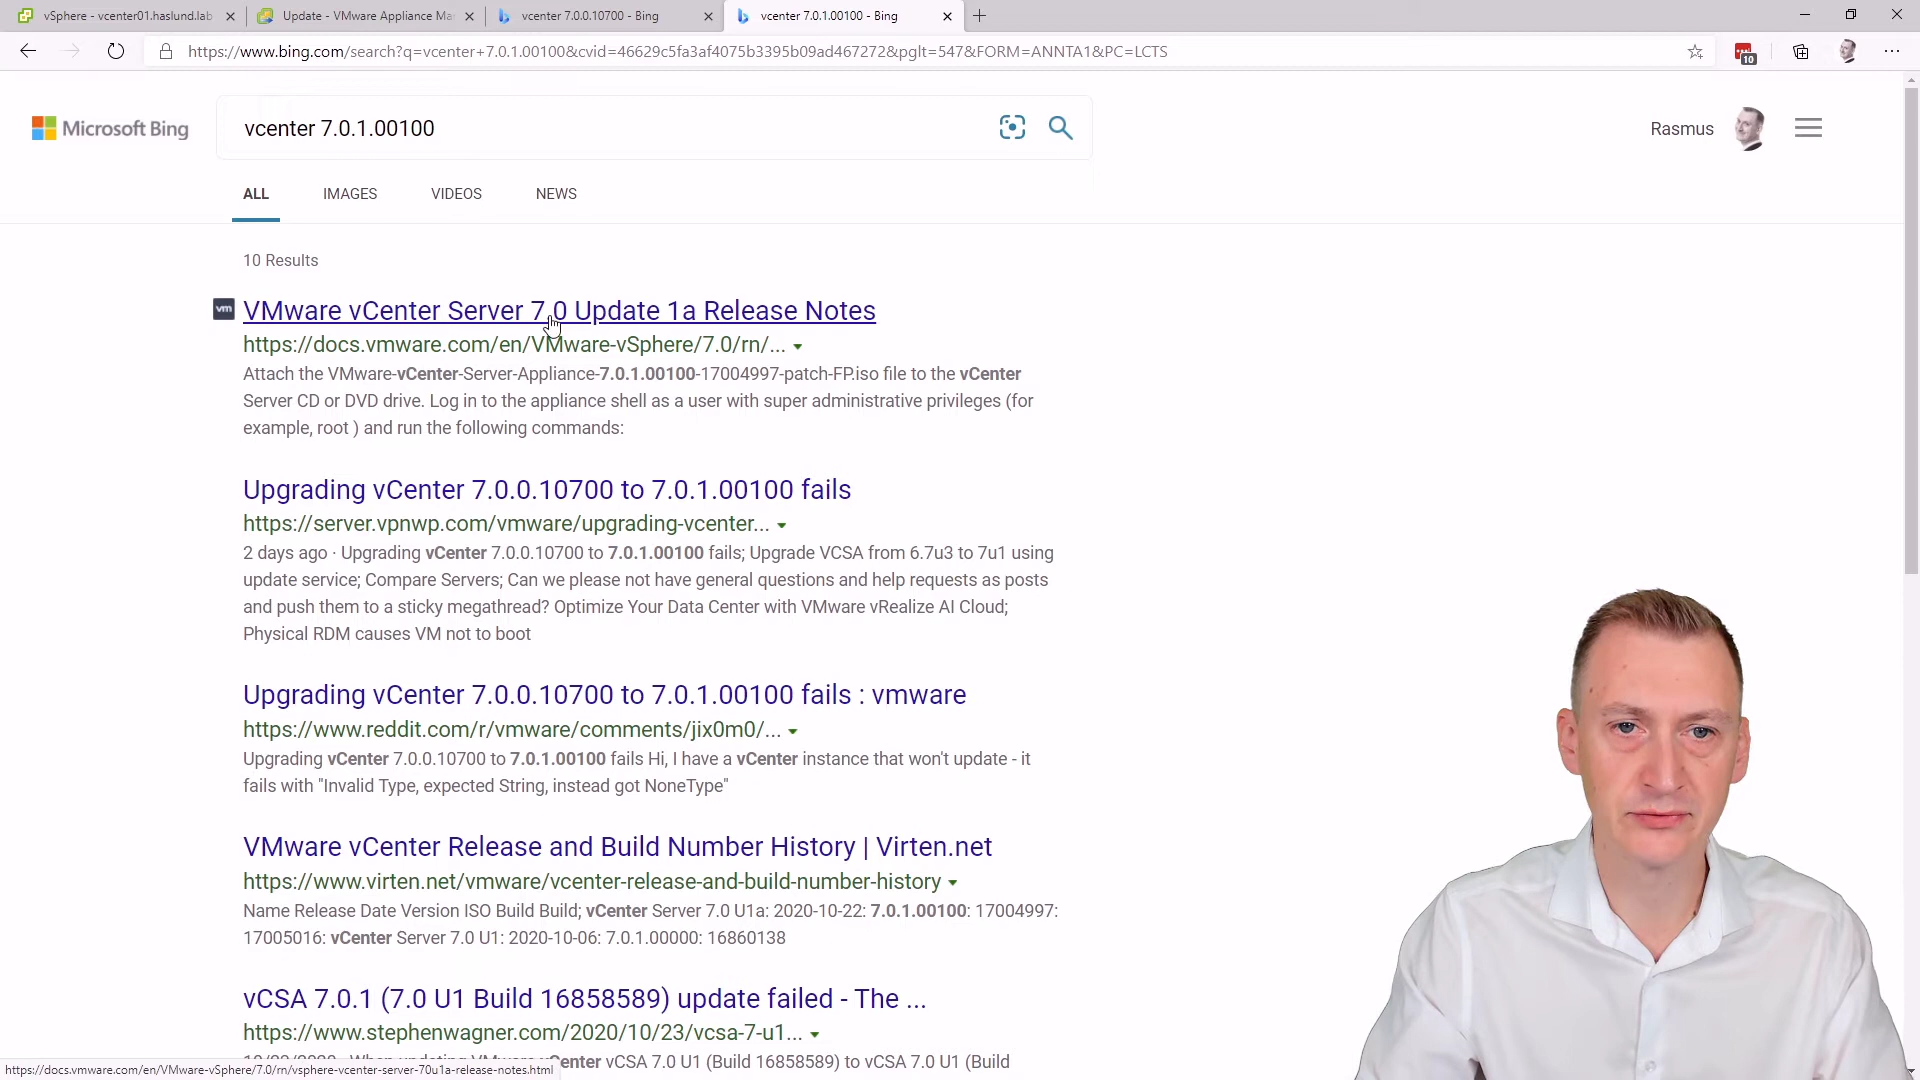 vSphere - vcenter01.haslund.lab
Update - VMware Appliance Ma
vcenter 7.0.0.10700 - Bing
vcenter 7.0.1.00100 - Bing
https://www.bing.com/search?q=vcenter+7.0.1.00100&cvid=46629c5fa3af4075b3395b09ad467272&pglt=547&FORM=ANNTA1&PC=LCTS
10
Microsoft Bing
vcenter 7.0.1.00100
Rasmus
ALL IMAGES VIDEOS NEWS
10 Results
vm
VMware vCenter Server 7.0 Update 1a Release Notes
https://docs.vmware.com/en/VMware-vSphere/7.0/rn/...
Attach the VMware-vCenter-Server-Appliance-7.0.1.00100-17004997-patch-FP.iso file to the vCenter
Server CD or DVD drive. Log in to the appliance shell as a user with super administrative privileges (for
example, root ) and run the following commands:
Upgrading vCenter 7.0.0.10700 to 7.0.1.00100 fails
https://server.vpnwp.com/vmware/upgrading-vcenter...
2 days ago · Upgrading vCenter 7.0.0.10700 to 7.0.1.00100 fails; Upgrade VCSA from 6.7u3 to 7u1 using
update service; Compare Servers; Can we please not have general questions and help requests as posts
and push them to a sticky megathread? Optimize Your Data Center with VMware vRealize AI Cloud;
Physical RDM causes VM not to boot
Upgrading vCenter 7.0.0.10700 to 7.0.1.00100 fails : vmware
https://www.reddit.com/r/vmware/comments/jix0m0/...
Upgrading vCenter 7.0.0.10700 to 7.0.1.00100 fails Hi, I have a vCenter instance that won't update - it
fails with "Invalid Type, expected String, instead got NoneType"
VMware vCenter Release and Build Number History | Virten.net
https://www.virten.net/vmware/vcenter-release-and-build-number-history
Name Release Date Version ISO Build Build; vCenter Server 7.0 U1a: 2020-10-22: 7.0.1.00100: 17004997:
17005016: vCenter Server 7.0 U1: 2020-10-06: 7.0.1.00000: 16860138
vCSA 7.0.1 (7.0 U1 Build 16858589) update failed - The ...
https://www.stephenwagner.com/2020/10/23/vcsa-7-u1...
10/23/2020 · When updating VMware vCenter vCSA 7.0 U1 (Build 16858589) to vCSA 7.0 U1 (Build
https://docs.vmware.com/en/VMware-vSphere/7.0/rn/vsphere-vcenter-server-70u1a-release-notes.html